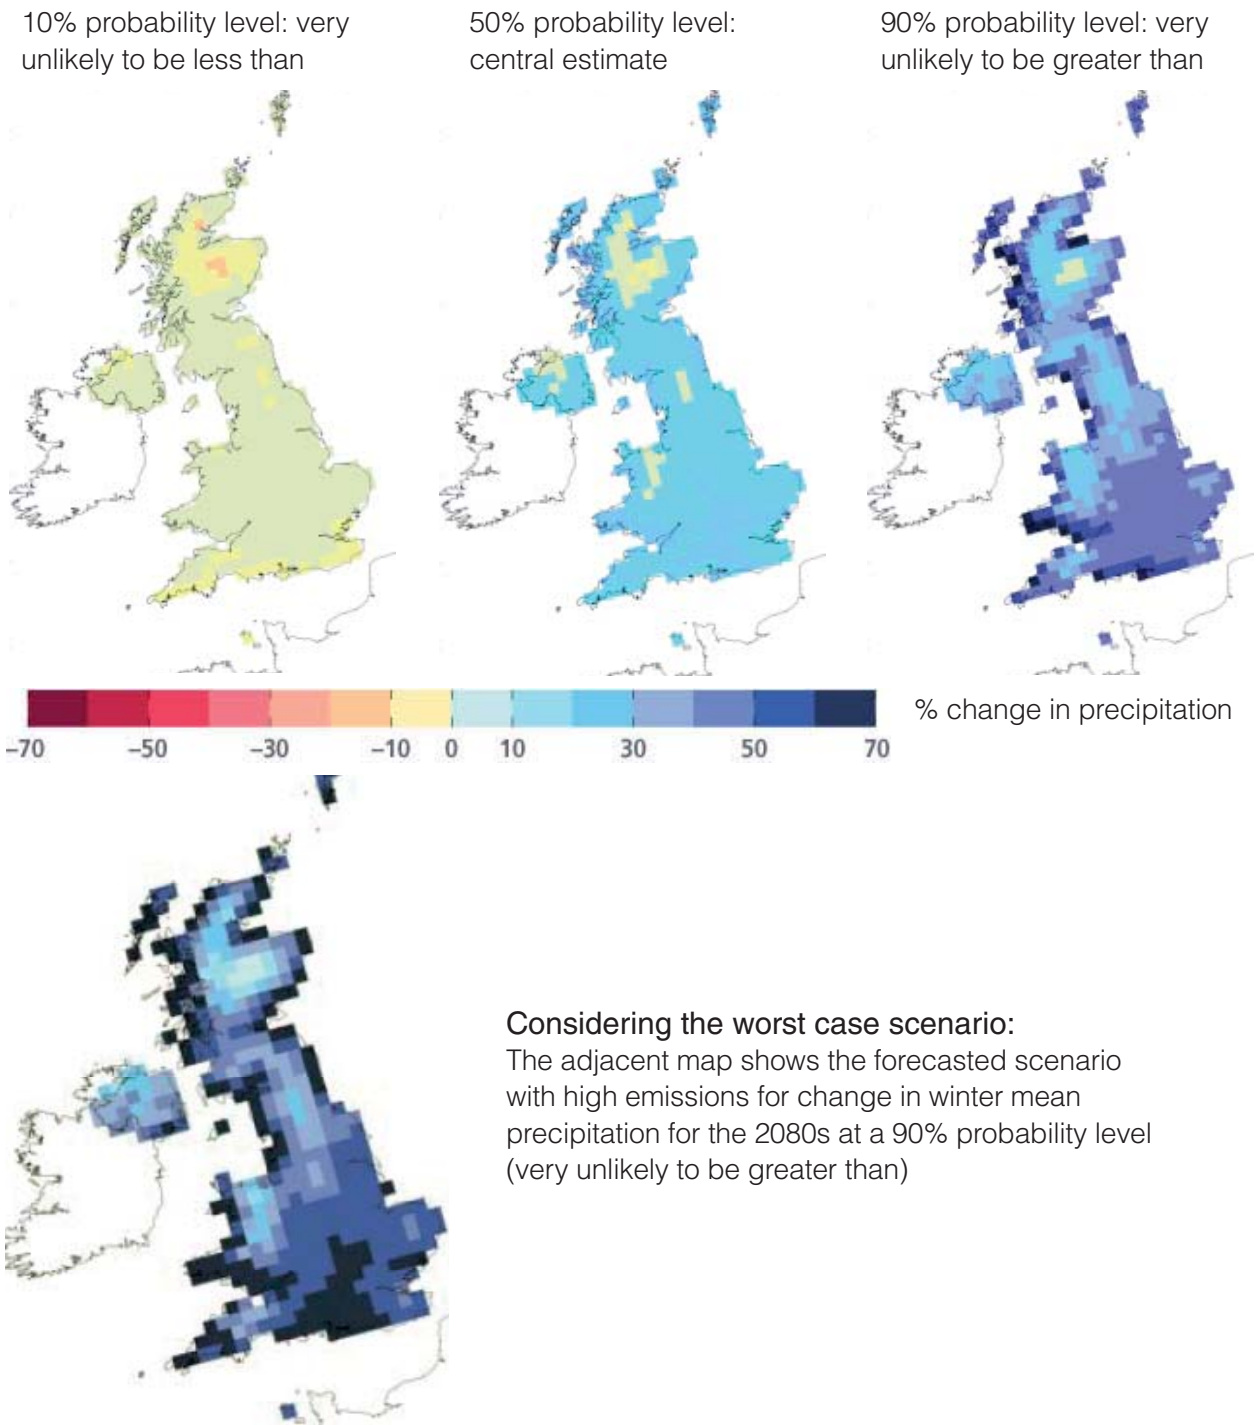 10% probability level: very
unlikely to be less than
50% probability level:
central estimate
90% probability level: very
unlikely to be greater than
–70 –50 –30 –10 0 10 30 50 70
% change in precipitation
Considering the worst case scenario:
The adjacent map shows the forecasted scenario
with high emissions for change in winter mean
precipitation for the 2080s at a 90% probability level
(very unlikely to be greater than)